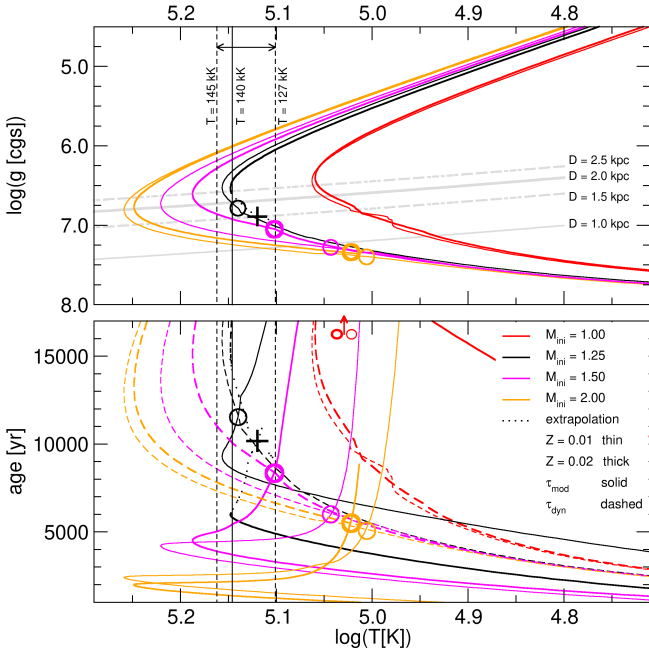 5.2 5.1 5.0 4.9 4.8
T = 145 kK
T = 140 kK
T = 127 kK
5.0
6.0
7.0
8.0
log(g [cgs])
D = 2.5 kpc
D = 2.0 kpc
D = 1.5 kpc
D = 1.0 kpc
15000
10000
5000
age [yr]
M_ini = 1.00
M_ini = 1.25
M_ini = 1.50
M_ini = 2.00
extrapolation
Z = 0.01 thin
Z = 0.02 thick
τ_mod solid
τ_dyn dashed
5.2 5.1 5.0 4.9 4.8
log(T[K])